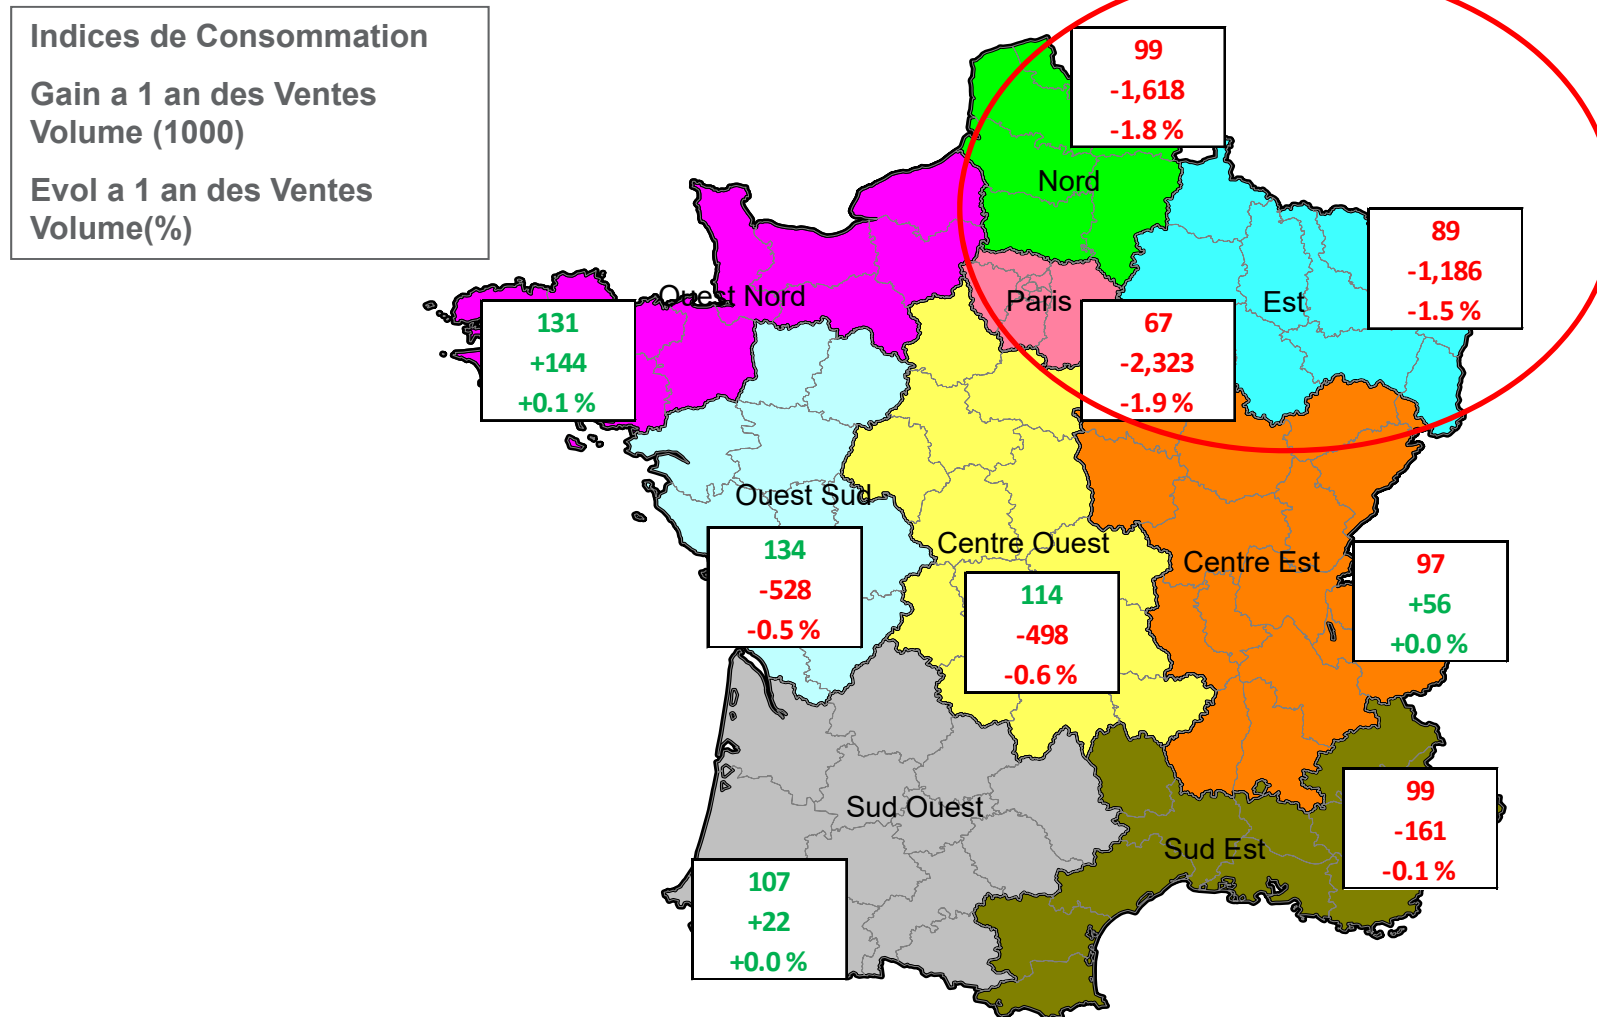 Indices de Consommation
Gain a 1 an des Ventes
Volume (1000)
Evol a 1 an des Ventes
Volume(%)
99
-1,618
-1.8 %
Nord
89
-1,186
-1.5 %
Est
Paris
67
-2,323
-1.9 %
Ouest Nord
131
+144
+0.1 %
Ouest Sud
134
-528
-0.5 %
Centre Ouest
114
-498
-0.6 %
Centre Est
97
+56
+0.0 %
Sud Ouest
107
+22
+0.0 %
Sud Est
99
-161
-0.1 %